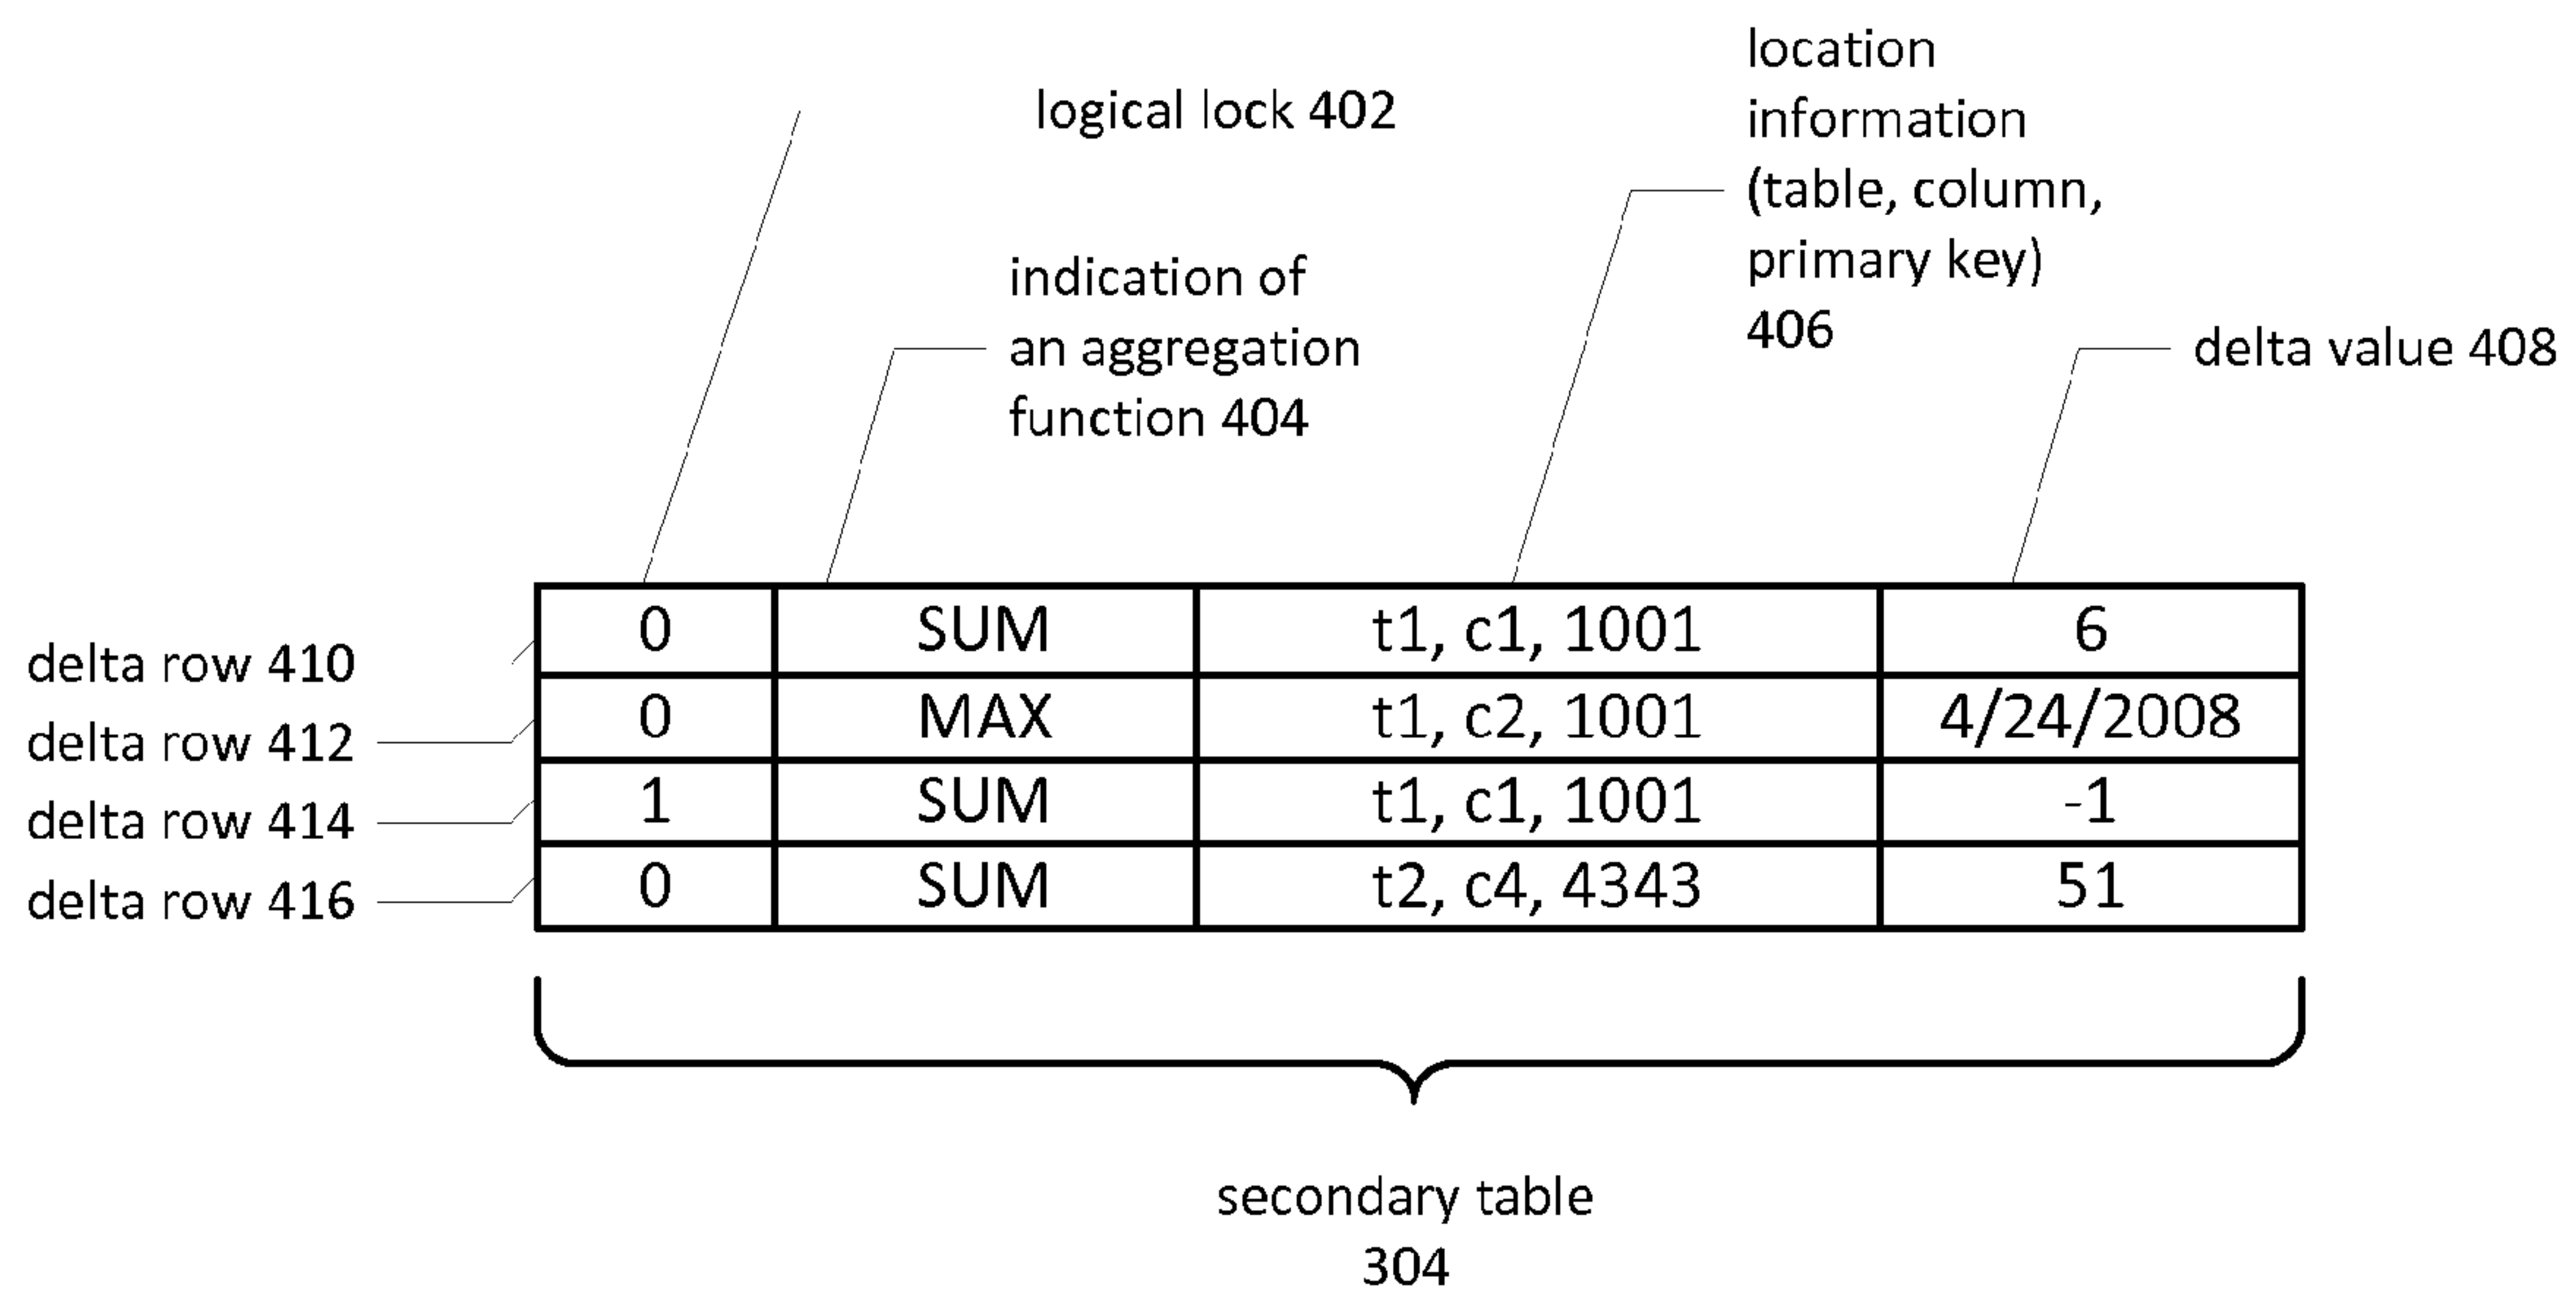 location
information
(table, column,
primary key)
406
logical lock 402
indication of
an aggregation
function 404
delta value 408
delta row 410
delta row 412
delta row 414
delta row 416
0 SUM t1, c1, 1001 6
0 MAX t1, c2, 1001 4/24/2008
1 SUM t1, c1, 1001 -1
0 SUM t2, c4, 4343 51
secondary table
304